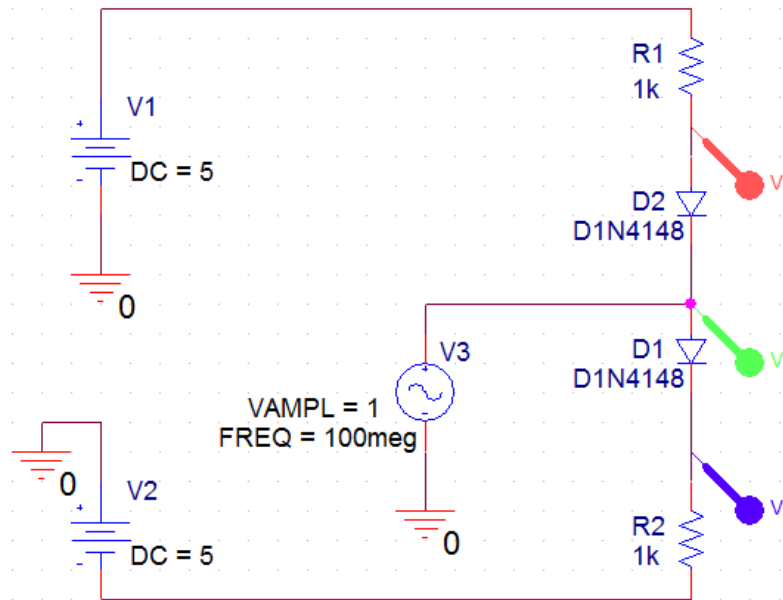 R1
1k
V1
+
DC = 5
-
V
D2
D1N4148
0
V3
+
D1
D1N4148
V
VAMPL = 1
FREQ = 100meg
-
0
V2
+
DC = 5
-
V
R2
1k
0